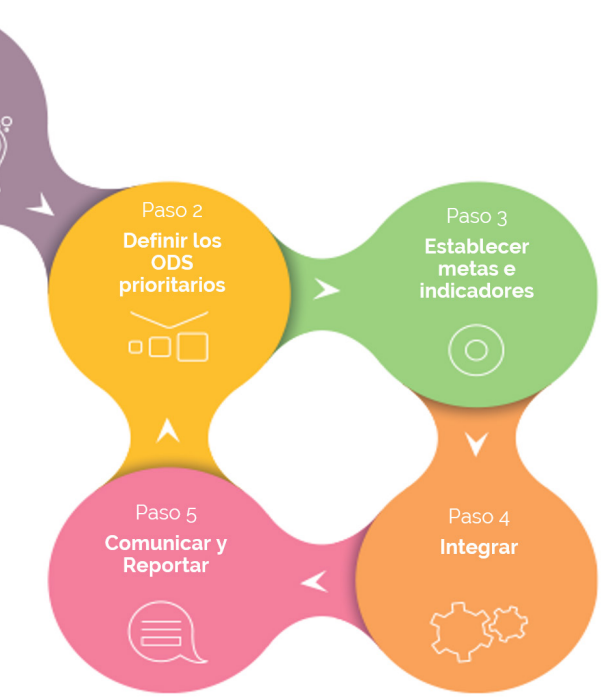 Paso 2
Definir los
ODS
prioritarios
Paso 3
Establecer
metas e
indicadores
Paso 4
Integrar
Paso 5
Comunicar y
Reportar